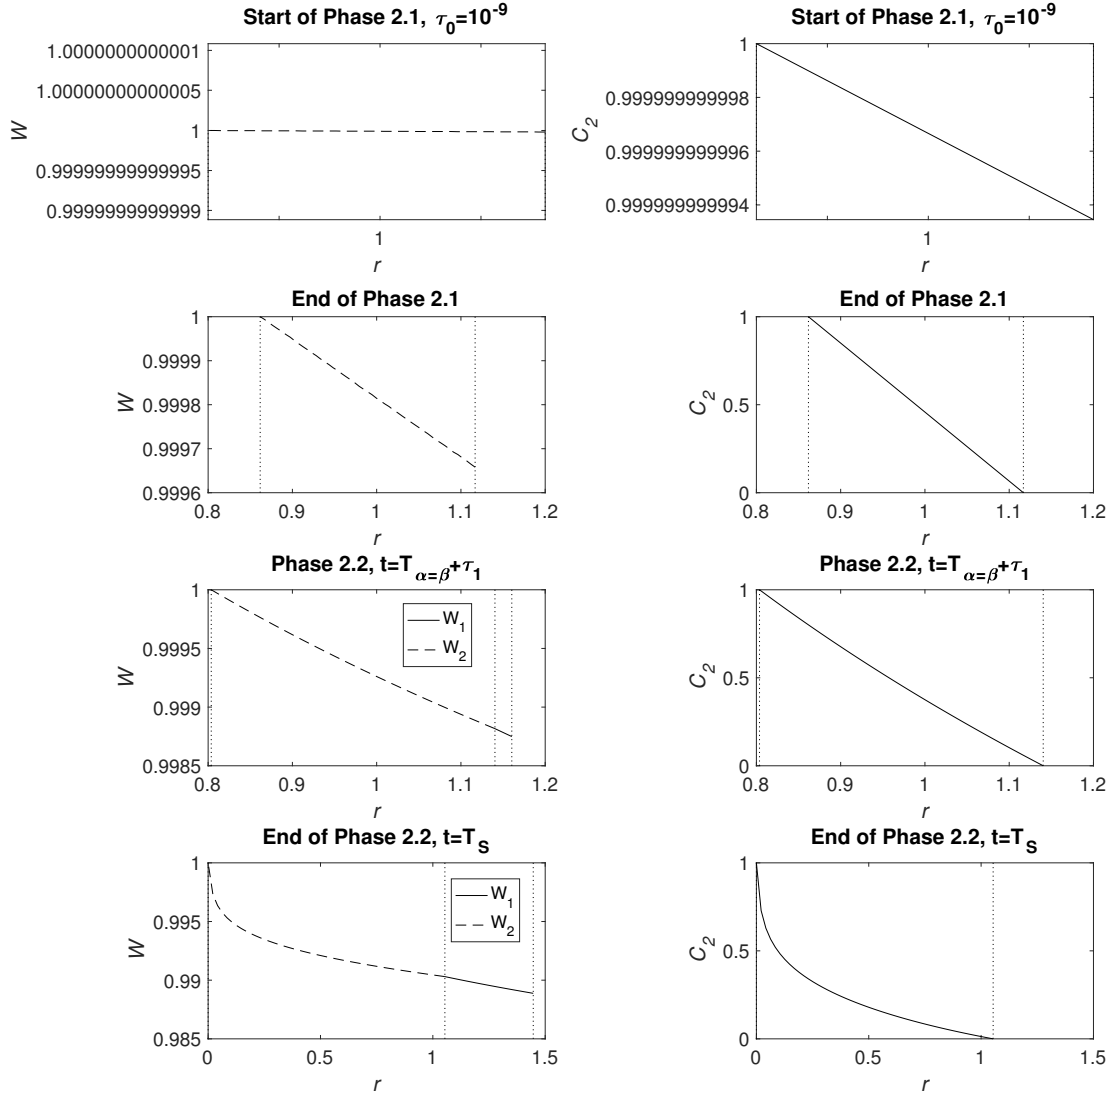 Start of Phase 2.1, τ0=10-9
W
1.0000000000001
1.00000000000005
1
0.99999999999995
0.9999999999999
1
r
Start of Phase 2.1, τ0=10-9
C2
1
0.999999999998
0.999999999996
0.999999999994
1
r
End of Phase 2.1
W
1
0.9999
0.9998
0.9997
0.9996
0.8 0.9 1 1.1 1.2
r
End of Phase 2.1
C2
1
0.5
0
0.8 0.9 1 1.1 1.2
r
Phase 2.2, t=Tα=β+τ1
W
1
0.9995
0.999
0.9985
W1
W2
0.8 0.9 1 1.1 1.2
r
Phase 2.2, t=Tα=β+τ1
C2
1
0.5
0
0.8 0.9 1 1.1 1.2
r
End of Phase 2.2, t=TS
W
1
0.995
0.99
0.985
W1
W2
0 0.5 1 1.5
r
End of Phase 2.2, t=TS
C2
1
0.5
0
0 0.5 1 1.5
r